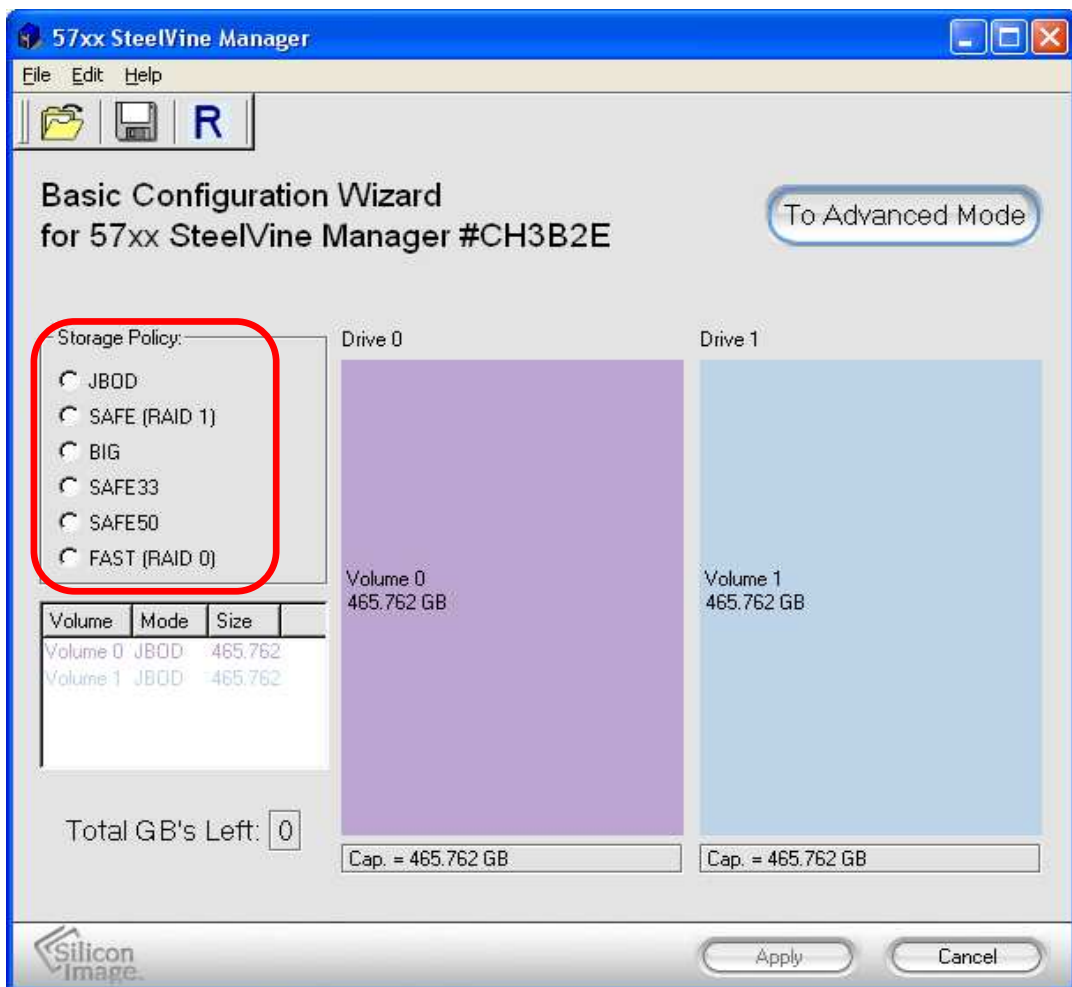 57xx SteelVine Manager
File Edit Help
R
Basic Configuration Wizard
for 57xx SteelVine Manager #CH3B2E
To Advanced Mode
Storage Policy:
JBOD
SAFE (RAID 1)
BIG
SAFE33
SAFE50
FAST (RAID 0)
Drive 0
Drive 1
Volume 0
465.762 GB
Volume 1
465.762 GB
Volume Mode Size
Volume 0 JBOD 465.762
Volume 1 JBOD 465.762
Total GB's Left: 0
Cap. = 465.762 GB
Cap. = 465.762 GB
Silicon
Image.
Apply
Cancel